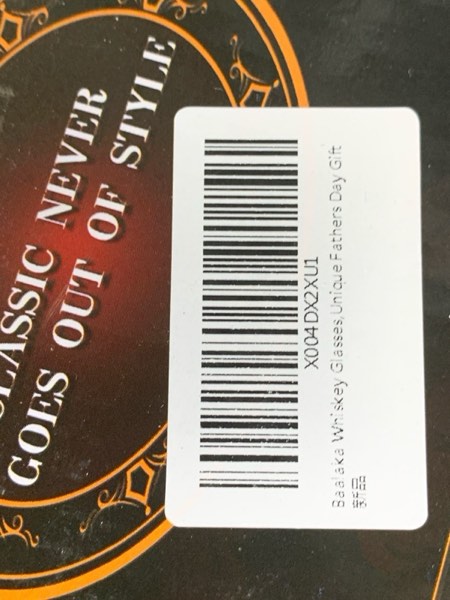 CLASSIC NEVER
GOES OUT OF STYLE
X004DX2XU1
Baalaka Whiskey Glasses,Unique Fathers Day Gift
新品